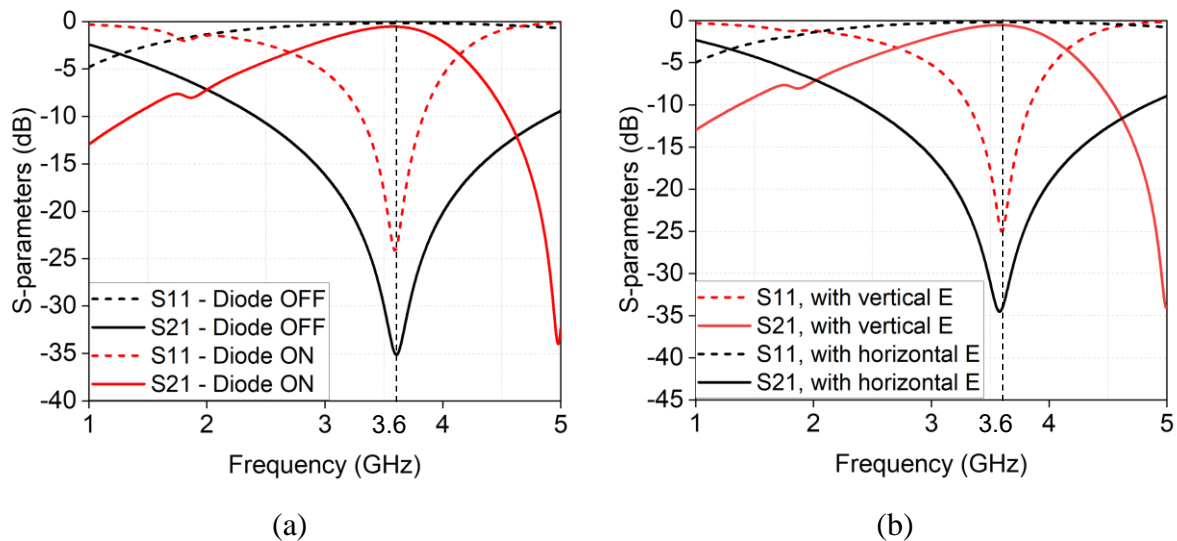 0
-5
-10
-15
-20
-25
-30
-35
-40
S-parameters (dB)
S11 - Diode OFF
S21 - Diode OFF
S11 - Diode ON
S21 - Diode ON
1 2 3 3.6 4 5
Frequency (GHz)
(a)
0
-5
-10
-15
-20
-25
-30
-35
-40
-45
S-parameters (dB)
S11, with vertical E
S21, with vertical E
S11, with horizontal E
S21, with horizontal E
1 2 3 3.6 4 5
Frequency (GHz)
(b)